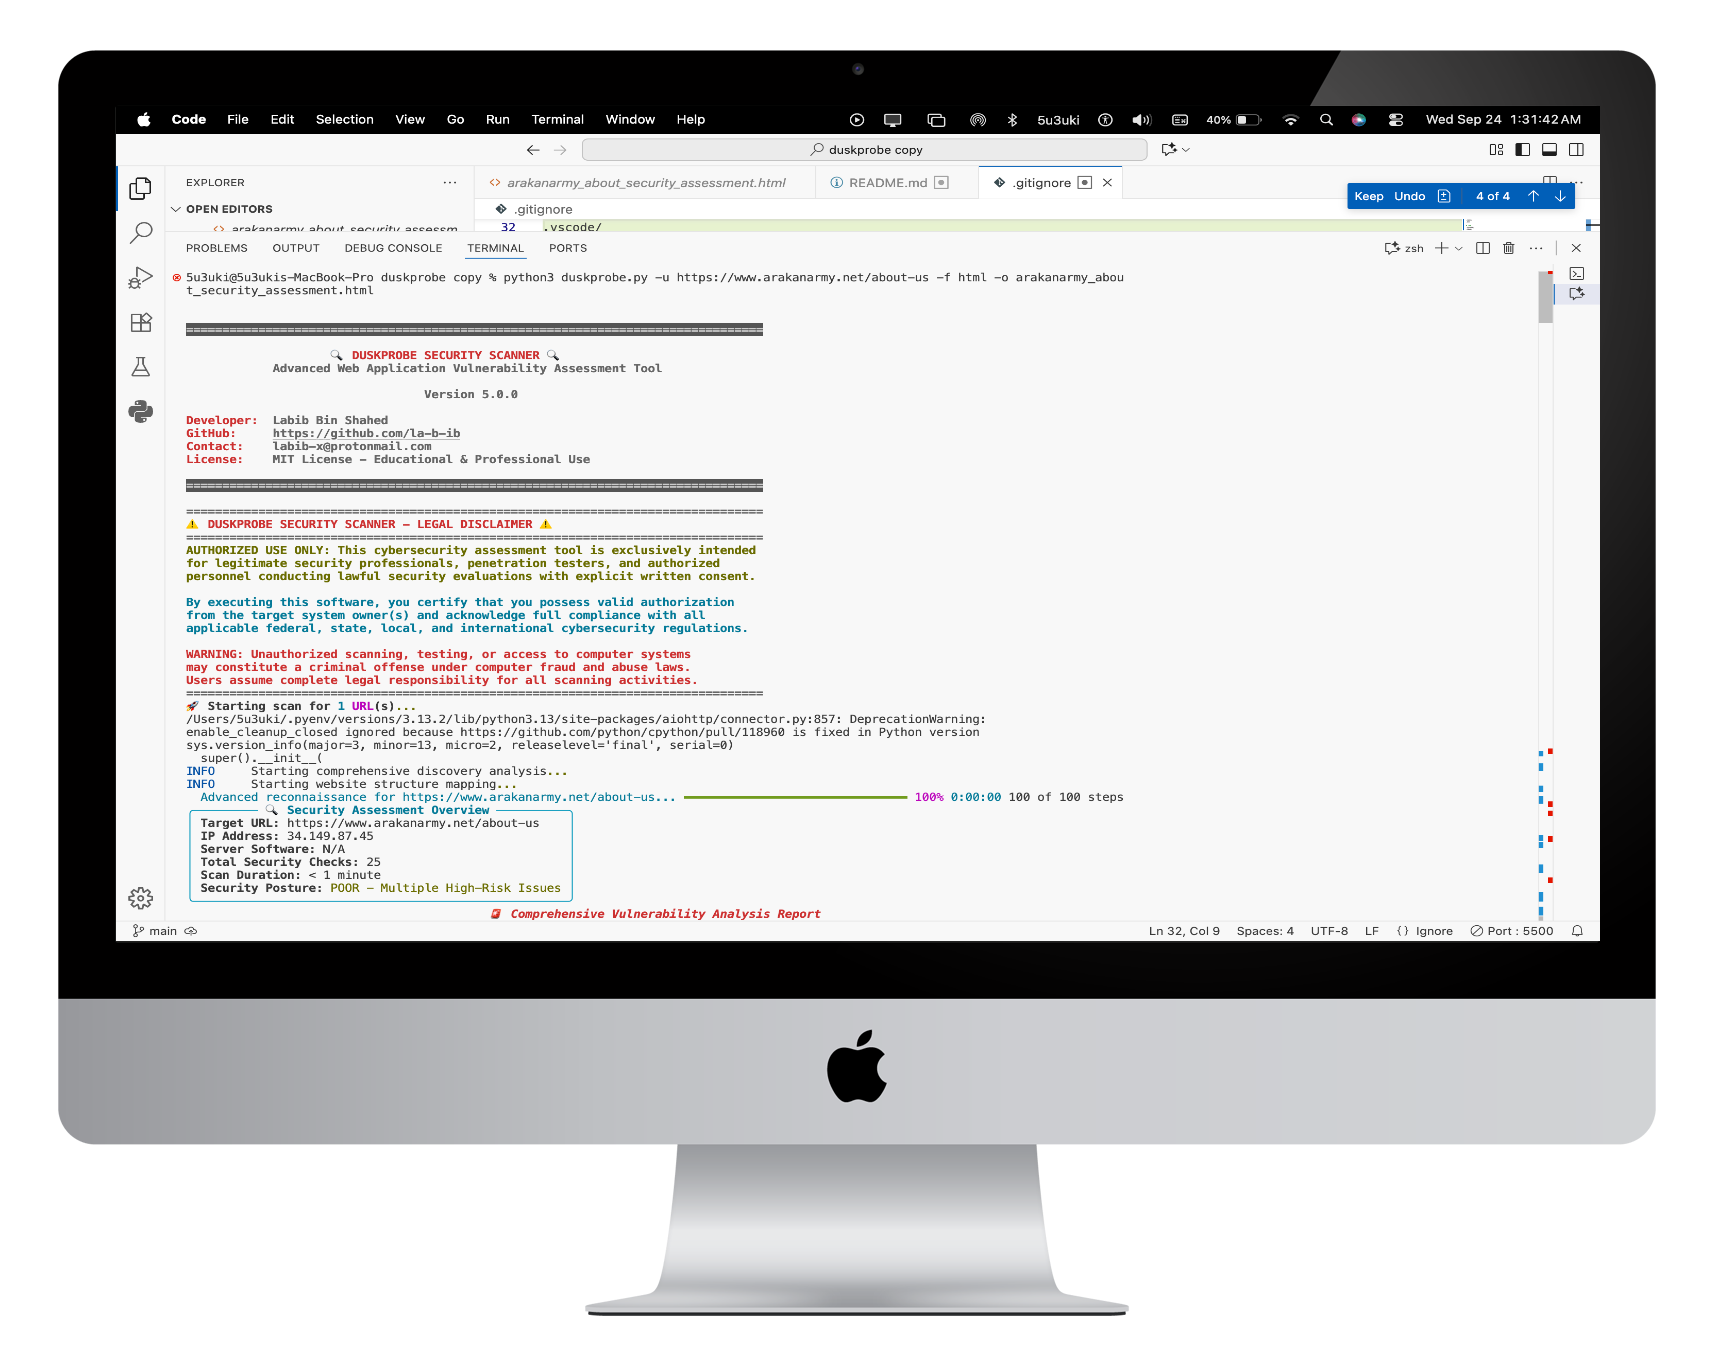 Code File Edit Selection View Go Run Terminal Window Help 5u3uki 40% Wed Sep 24 1:31:42 AM
duskprobe copy
EXPLORER
arakanarmy_about_security_assessment.html README.md .gitignore
Keep Undo 4 of 4
OPEN EDITORS
.gitignore
arakanarmy_about_security_assessm
32 .vscode/
PROBLEMS OUTPUT DEBUG CONSOLE TERMINAL PORTS
zsh
5u3uki@5u3ukis-MacBook-Pro duskprobe copy % python3 duskprobe.py -u https://www.arakanarmy.net/about-us -f html -o arakanarmy_abou
t_security_assessment.html
DUSKPROBE SECURITY SCANNER
Advanced Web Application Vulnerability Assessment Tool
Version 5.0.0
Developer: Labib Bin Shahed
GitHub: https://github.com/la-b-ib
Contact: labib-x@protonmail.com
License: MIT License - Educational & Professional Use
DUSKPROBE SECURITY SCANNER - LEGAL DISCLAIMER
AUTHORIZED USE ONLY: This cybersecurity assessment tool is exclusively intended
for legitimate security professionals, penetration testers, and authorized
personnel conducting lawful security evaluations with explicit written consent.
By executing this software, you certify that you possess valid authorization
from the target system owner(s) and acknowledge full compliance with all
applicable federal, state, local, and international cybersecurity regulations.
WARNING: Unauthorized scanning, testing, or access to computer systems
may constitute a criminal offense under computer fraud and abuse laws.
Users assume complete legal responsibility for all scanning activities.
Starting scan for 1 URL(s)...
/Users/5u3uki/.pyenv/versions/3.13.2/lib/python3.13/site-packages/aiohttp/connector.py:857: DeprecationWarning:
enable_cleanup_closed ignored because https://github.com/python/cpython/pull/118960 is fixed in Python version
sys.version_info(major=3, minor=13, micro=2, releaselevel='final', serial=0)
super().__init__(
INFO Starting comprehensive discovery analysis...
INFO Starting website structure mapping...
Advanced reconnaissance for https://www.arakanarmy.net/about-us... 100% 0:00:00 100 of 100 steps
Security Assessment Overview
Target URL: https://www.arakanarmy.net/about-us
IP Address: 34.149.87.45
Server Software: N/A
Total Security Checks: 25
Scan Duration: < 1 minute
Security Posture: POOR - Multiple High-Risk Issues
Comprehensive Vulnerability Analysis Report
main Ln 32, Col 9 Spaces: 4 UTF-8 LF {} Ignore Port : 5500